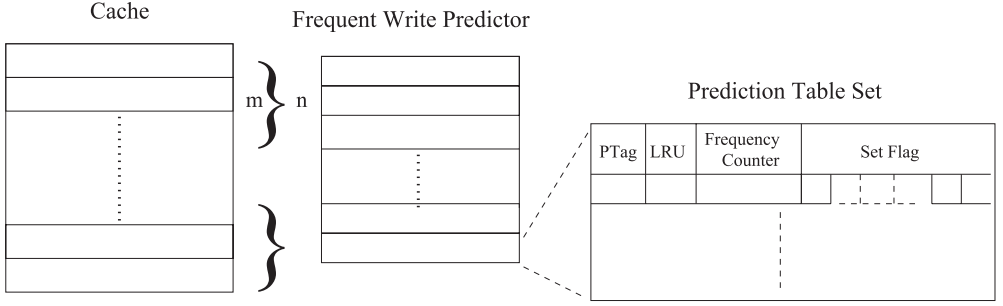 Cache
Frequent Write Predictor
m
n
Prediction Table Set
PTag
LRU
Frequency
Counter
Set Flag